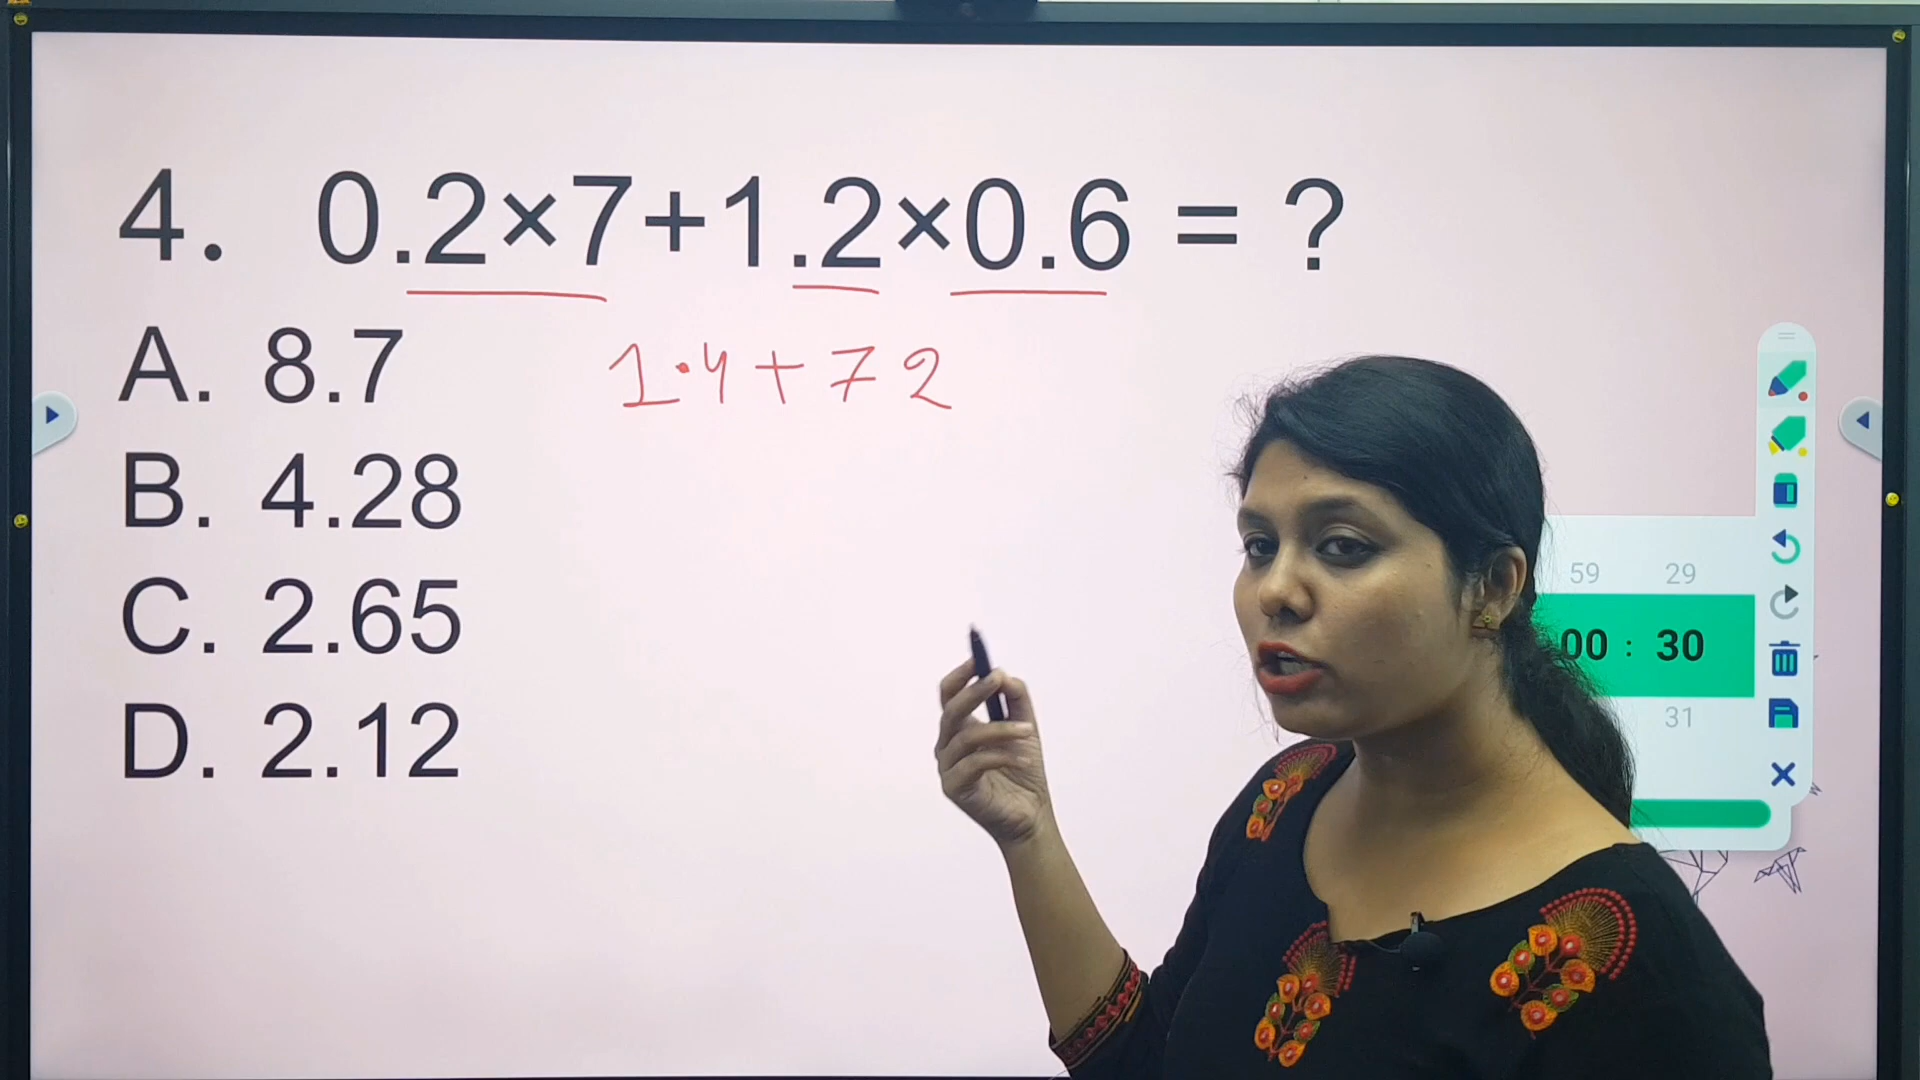 4. 0.2×7+1.2×0.6 = ?
A. 8.7
1.4+72
B. 4.28
C. 2.65
D. 2.12
59 29
00 : 30
31